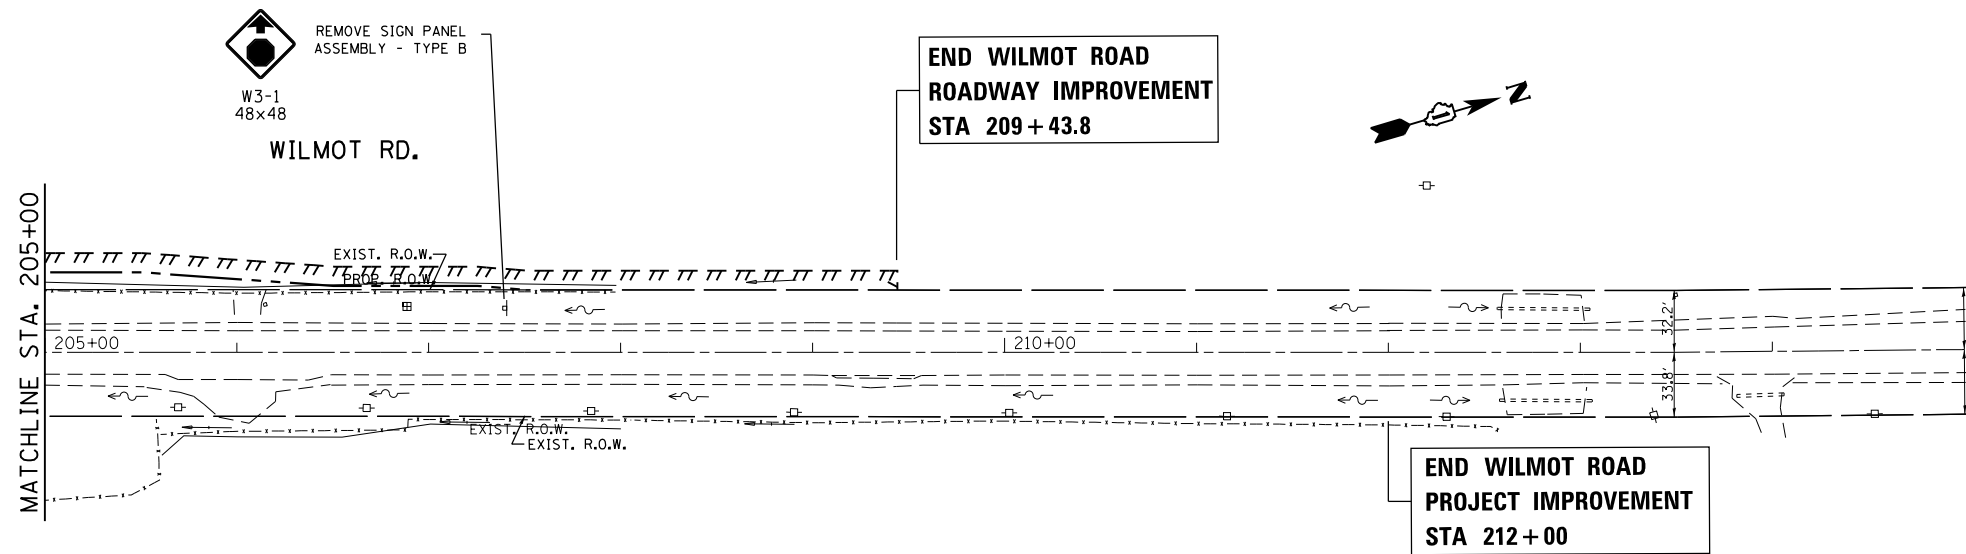 REMOVE SIGN PANEL
ASSEMBLY - TYPE B
W3-1
48x48
WILMOT RD.
END WILMOT ROAD
ROADWAY IMPROVEMENT
STA 209+43.8
N
MATCHLINE STA. 205+00
EXIST. R.O.W.
PROP. R.O.W.
205+00
210+00
32.2'
33.8'
EXIST. R.O.W.
EXIST. R.O.W.
END WILMOT ROAD
PROJECT IMPROVEMENT
STA 212+00